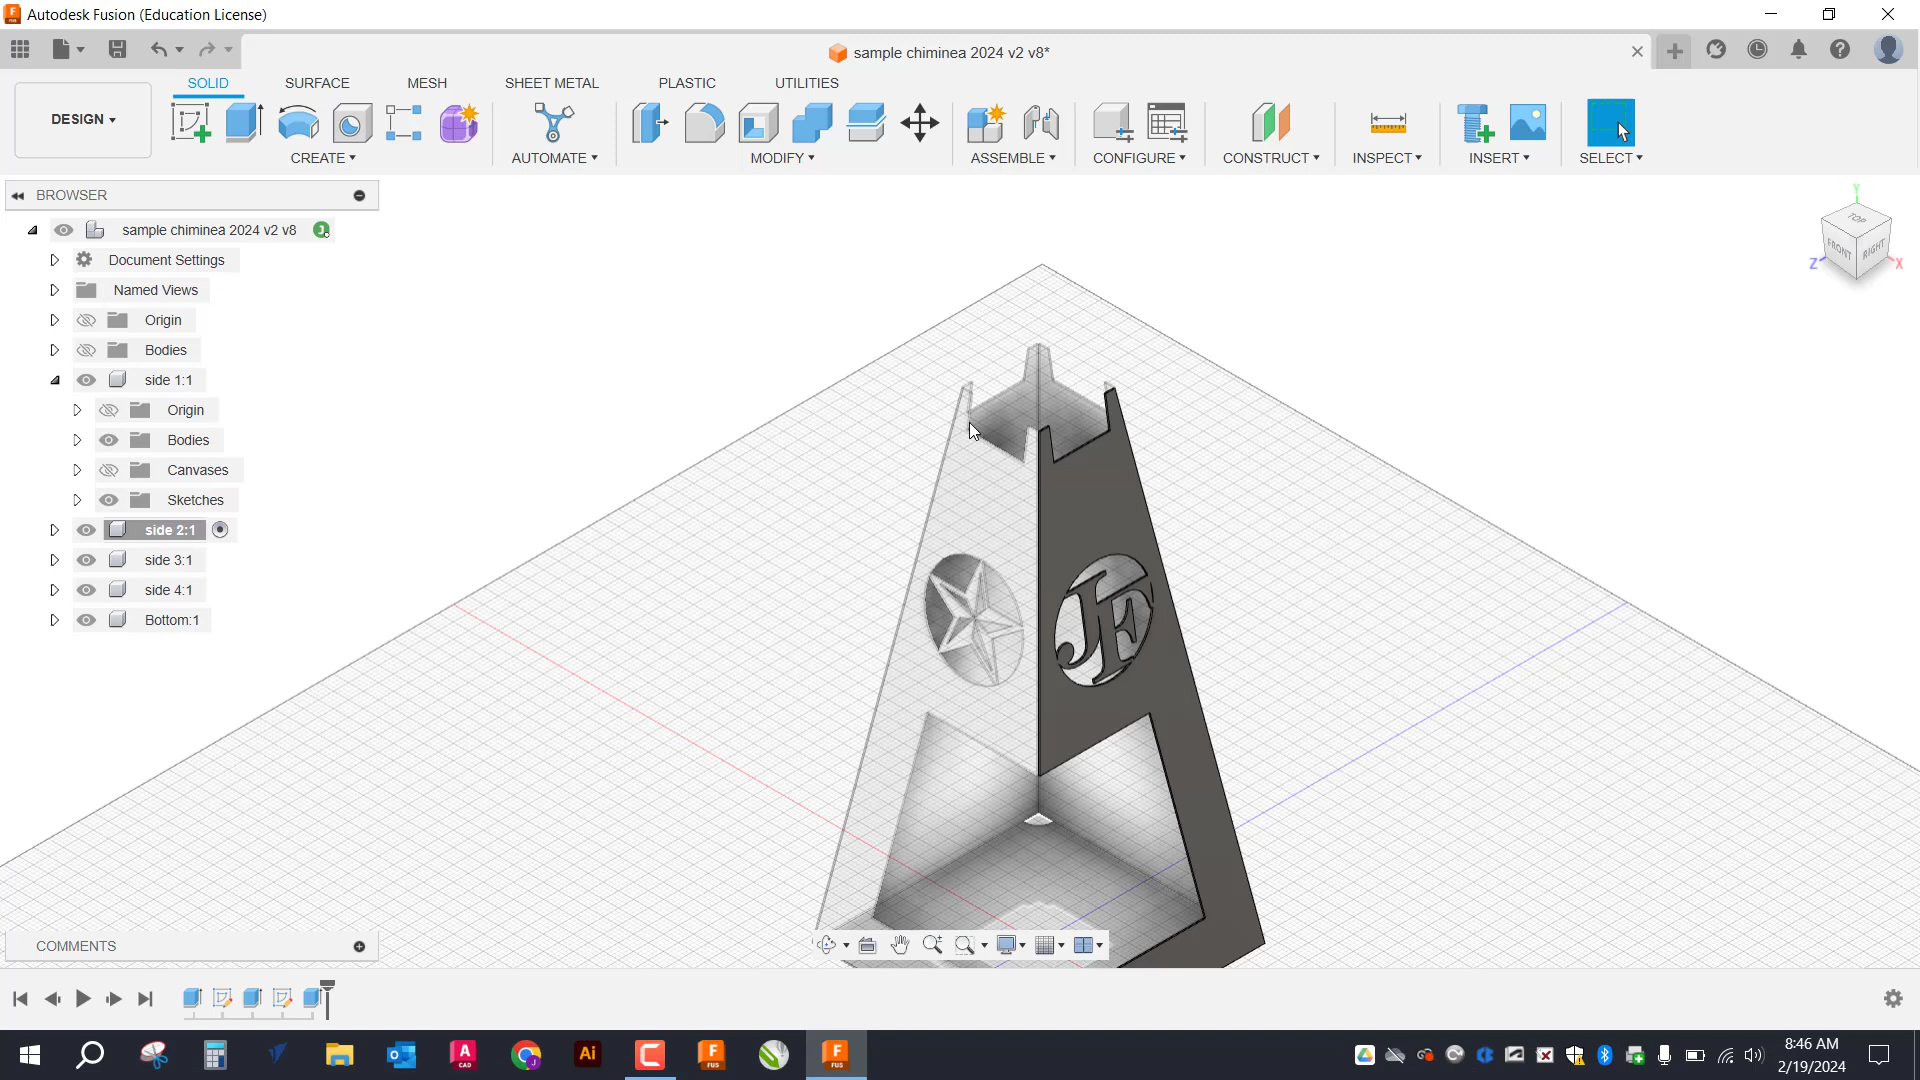 Autodesk Fusion (Education License)
sample chiminea 2024 v2 v8*
SOLID
SURFACE
MESH
SHEET METAL
PLASTIC
UTILITIES
DESIGN
CREATE
AUTOMATE
MODIFY
ASSEMBLE
CONFIGURE
CONSTRUCT
INSPECT
INSERT
SELECT
BROWSER
sample chiminea 2024 v2 v8
Document Settings
Named Views
Origin
Bodies
side 1:1
Origin
Bodies
Canvases
Sketches
side 2:1
side 3:1
side 4:1
Bottom:1
Y
TOP
FRONT
RIGHT
Z
X
JF
COMMENTS
8:46 AM
2/19/2024